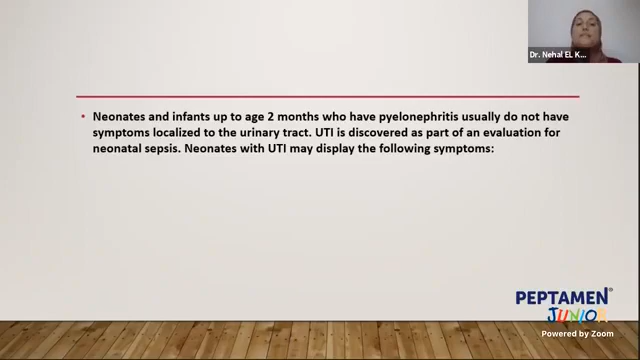 Dr. Nehal EL K...
• Neonates and infants up to age 2 months who have pyelonephritis usually do not have
symptoms localized to the urinary tract. UTI is discovered as part of an evaluation for
neonatal sepsis. Neonates with UTI may display the following symptoms:
PEPTAMEN®
JUNIOR
Powered by Zoom